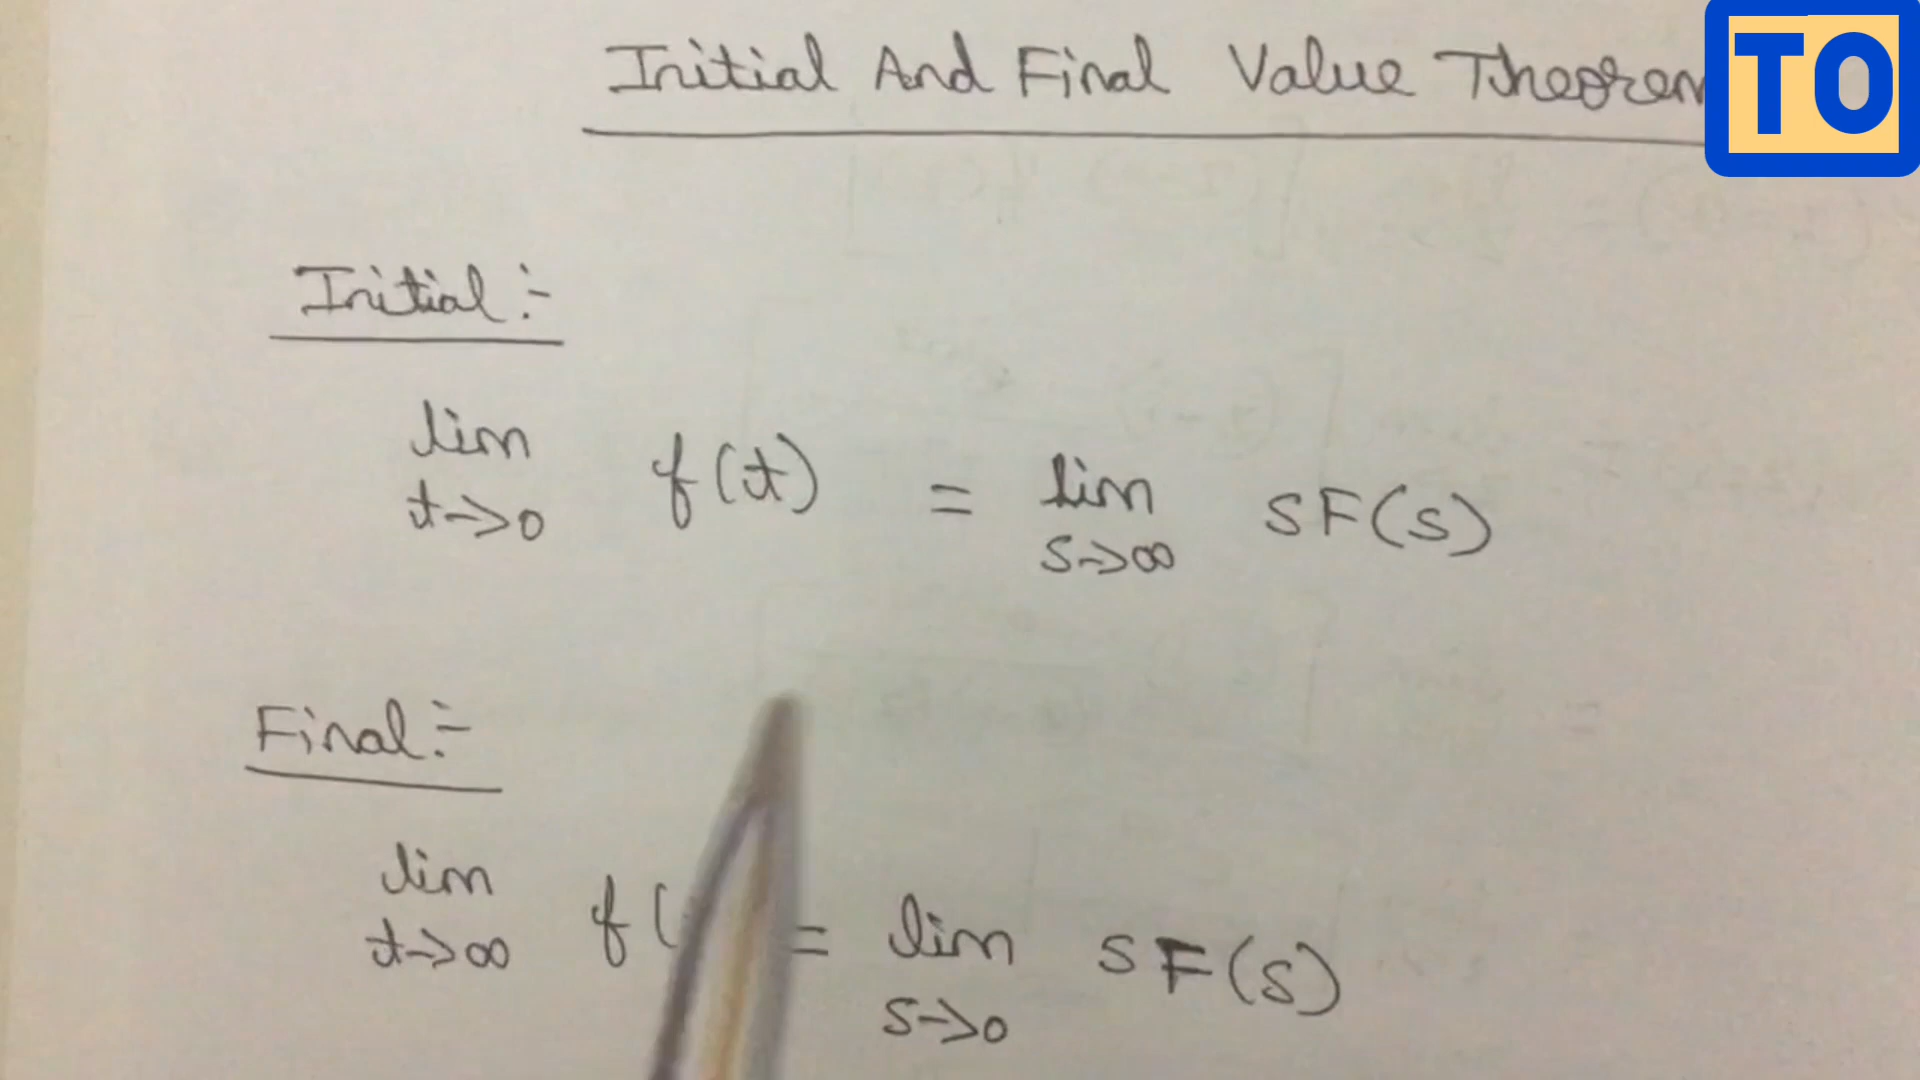 Initial And Final Value Theorem
TO
Initial :-
lim f(t) = lim sF(s)
t->0 s->∞
Final :-
lim f( = lim sF(s)
t->∞ s->0